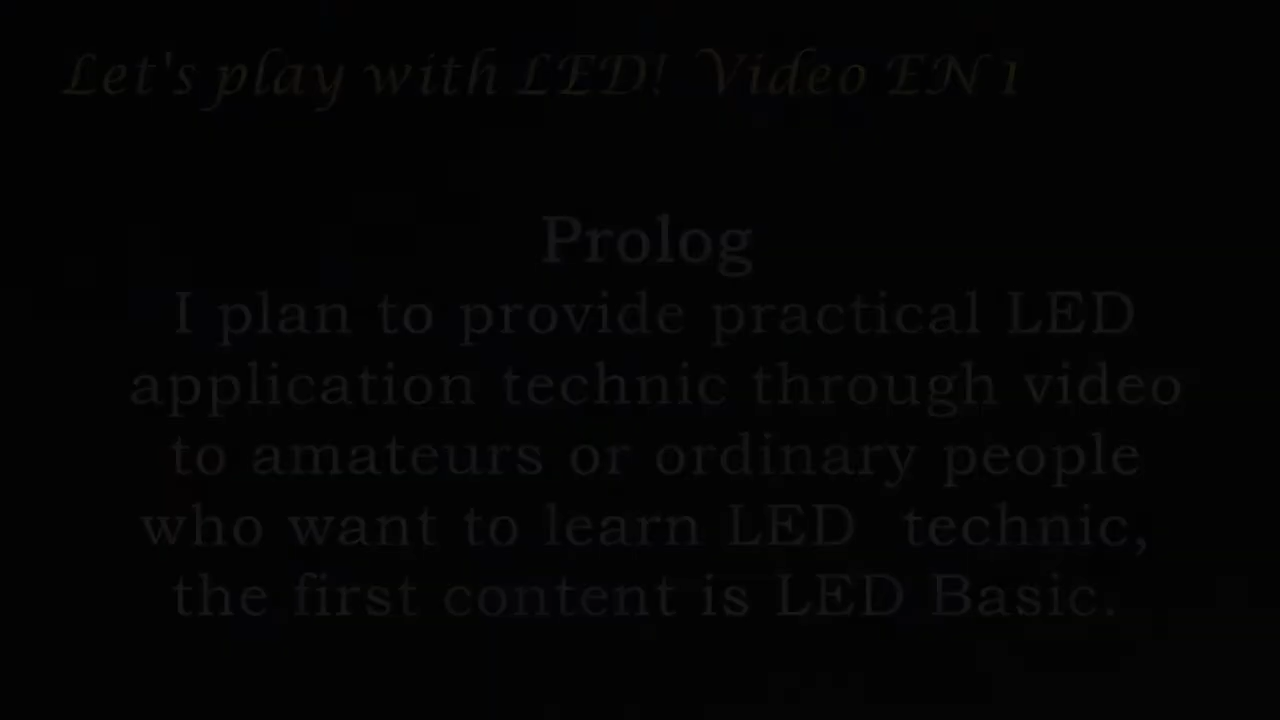 Let's play with LED! Video EN 1
Prolog
I plan to provide practical LED
application technic through video
to amateurs or ordinary people
who want to learn LED technic,
the first content is LED Basic.